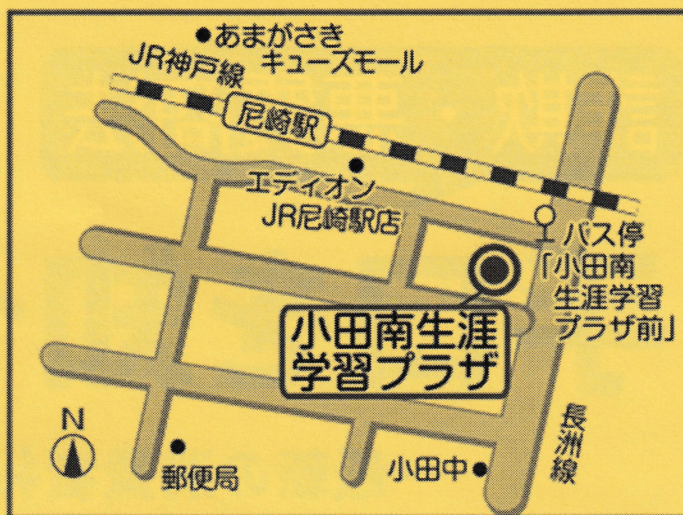 あまがさき
キューズモール
JR神戸線
尼崎駅
エディオン
JR尼崎駅店
バス停
「小田南
生涯学習
プラザ前」
小田南生涯
学習プラザ
長洲線
N
郵便局
小田中